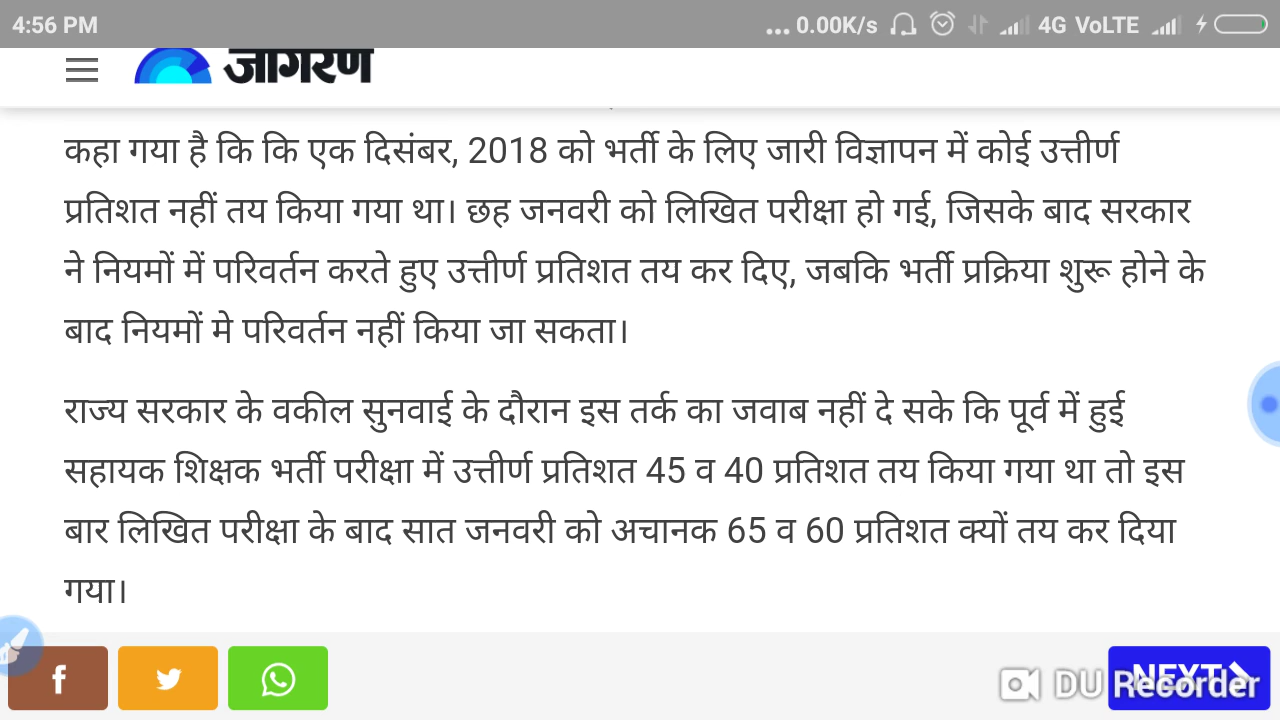 4:56 PM
... 0.00K/s 4G VoLTE
जागरण
कहा गया है कि कि एक दिसंबर, 2018 को भर्ती के लिए जारी विज्ञापन में कोई उत्तीर्ण
प्रतिशत नहीं तय किया गया था। छह जनवरी को लिखित परीक्षा हो गई, जिसके बाद सरकार
ने नियमों में परिवर्तन करते हुए उत्तीर्ण प्रतिशत तय कर दिए, जबकि भर्ती प्रक्रिया शुरू होने के
बाद नियमों मे परिवर्तन नहीं किया जा सकता।
राज्य सरकार के वकील सुनवाई के दौरान इस तर्क का जवाब नहीं दे सके कि पूर्व में हुई
सहायक शिक्षक भर्ती परीक्षा में उत्तीर्ण प्रतिशत 45 व 40 प्रतिशत तय किया गया था तो इस
बार लिखित परीक्षा के बाद सात जनवरी को अचानक 65 व 60 प्रतिशत क्यों तय कर दिया
गया।
NEXT
DU Recorder